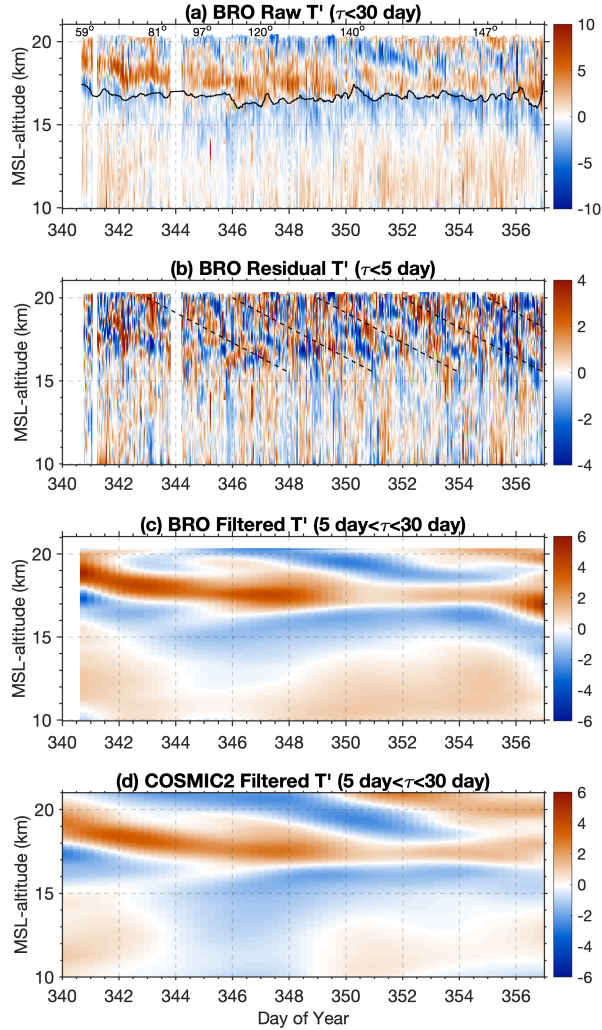 (a) BRO Raw T' (τ<30 day)
59° 81° 97° 120° 140° 147°
MSL-altitude (km)
20
15
10
340 342 344 346 348 350 352 354 356
10
5
0
-5
-10
(b) BRO Residual T' (τ<5 day)
MSL-altitude (km)
20
15
10
340 342 344 346 348 350 352 354 356
4
2
0
-2
-4
(c) BRO Filtered T' (5 day<τ<30 day)
MSL-altitude (km)
20
15
10
340 342 344 346 348 350 352 354 356
6
4
2
0
-2
-4
-6
(d) COSMIC2 Filtered T' (5 day<τ<30 day)
MSL-altitude (km)
20
15
10
340 342 344 346 348 350 352 354 356
Day of Year
6
4
2
0
-2
-4
-6